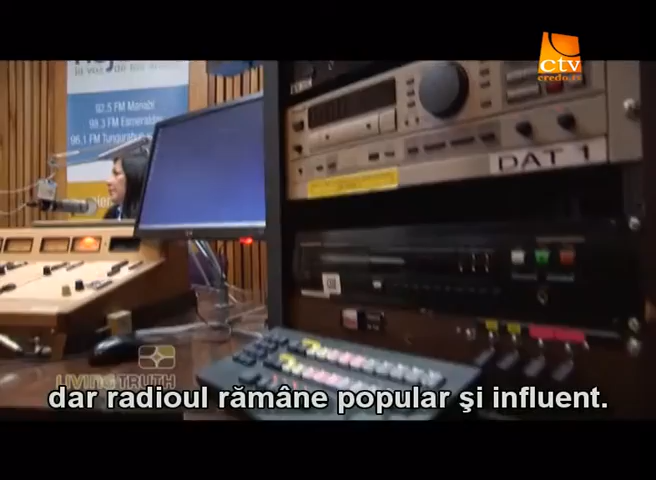 ctv
credo.tv
92.5 FM Manabí
98.3 FM Esmeraldas
96.1 FM Tungurahua
DAT 1
LIVING TRUTH
dar radioul rămâne popular şi influent.